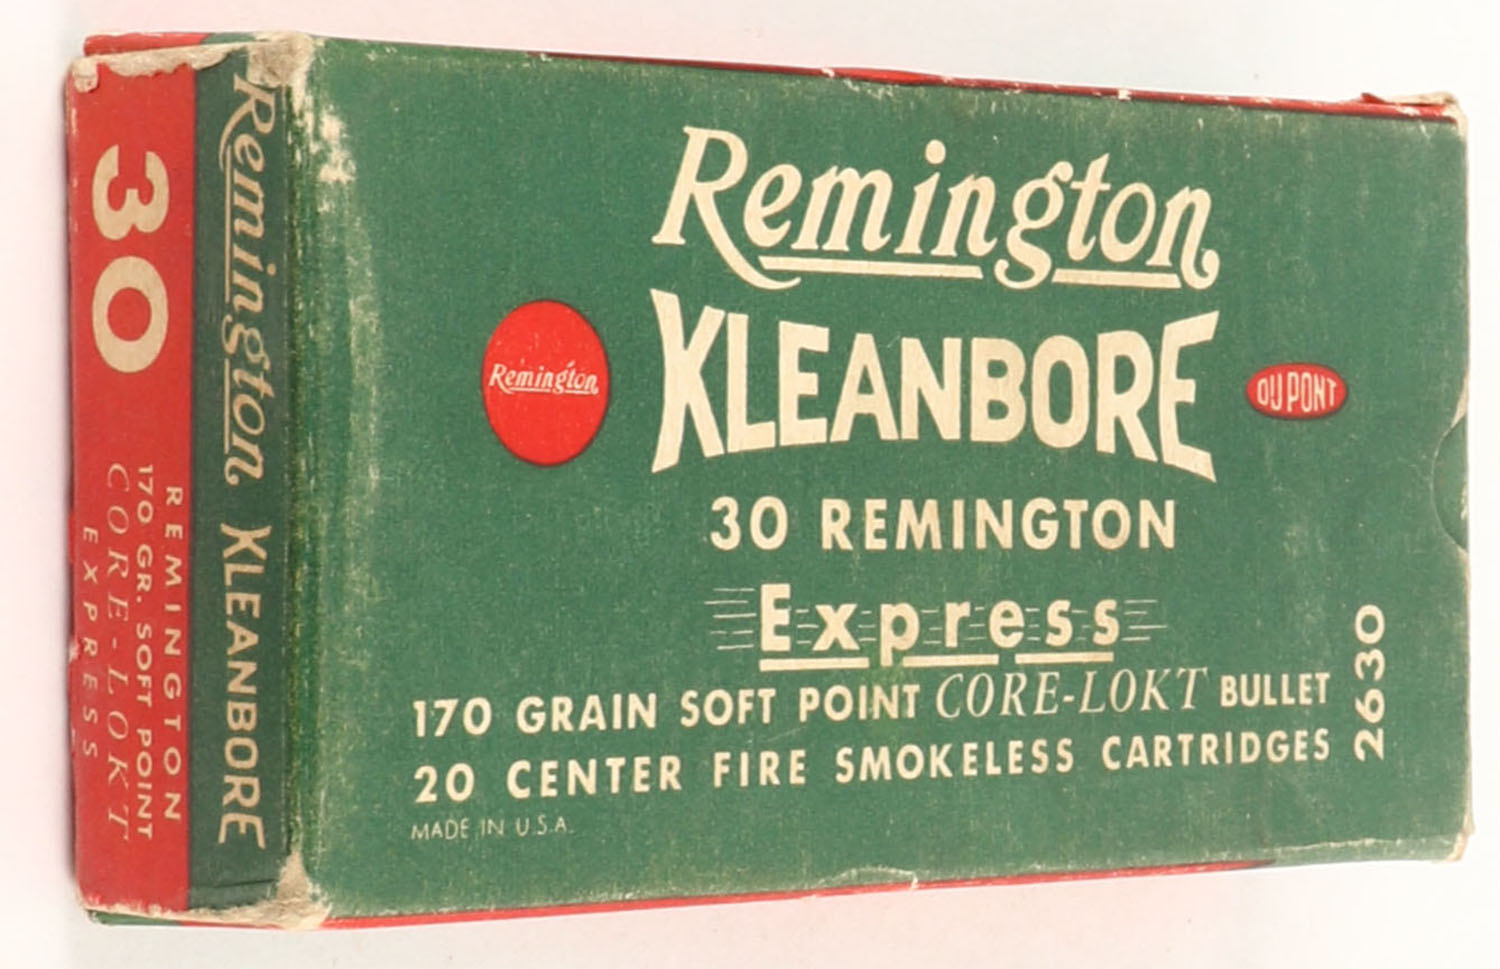 Remington
KLEANBORE
Remington
DU PONT
30 REMINGTON
Express
170 GRAIN SOFT POINT CORE-LOKT BULLET
20 CENTER FIRE SMOKELESS CARTRIDGES
MADE IN U.S.A.
2630
Remington KLEANBORE
30
REMINGTON
170 GR. SOFT POINT
CORE-LOKT
EXPRESS